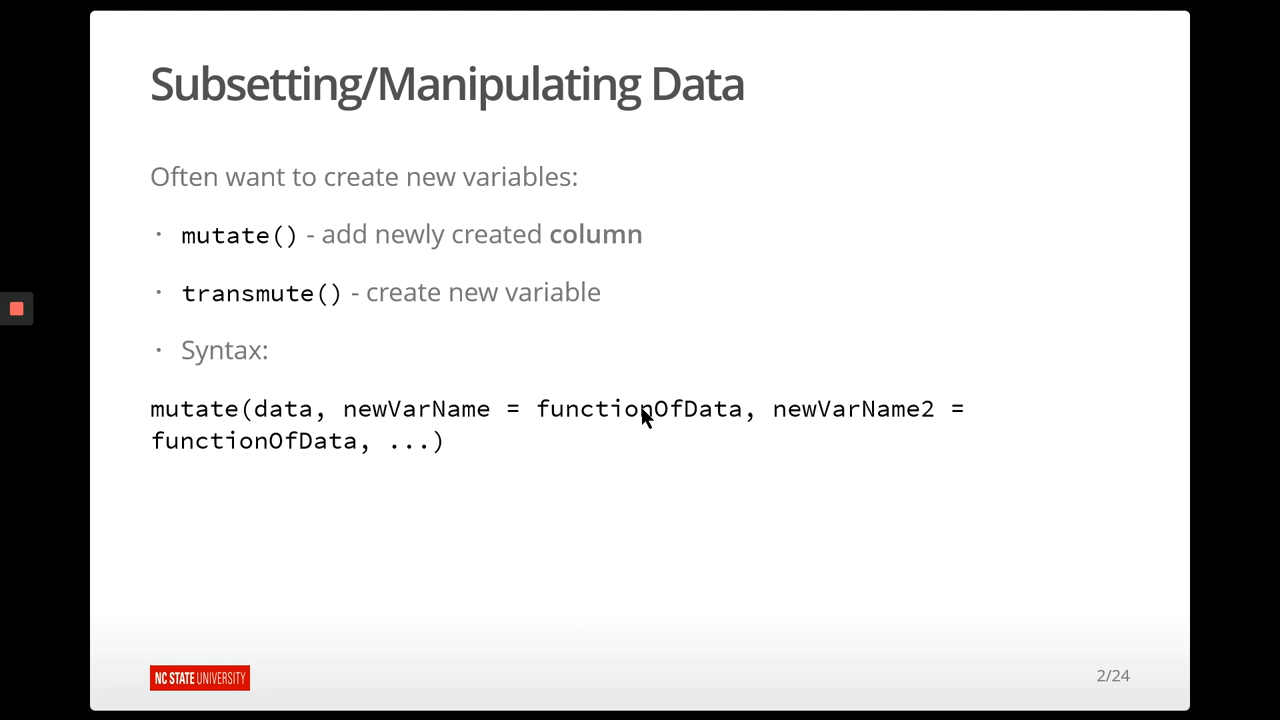 Subsetting/Manipulating Data
Often want to create new variables:
· mutate() - add newly created column
· transmute() - create new variable
· Syntax:
mutate(data, newVarName = functionOfData, newVarName2 =
functionOfData, ...)
NC STATE UNIVERSITY
2/24